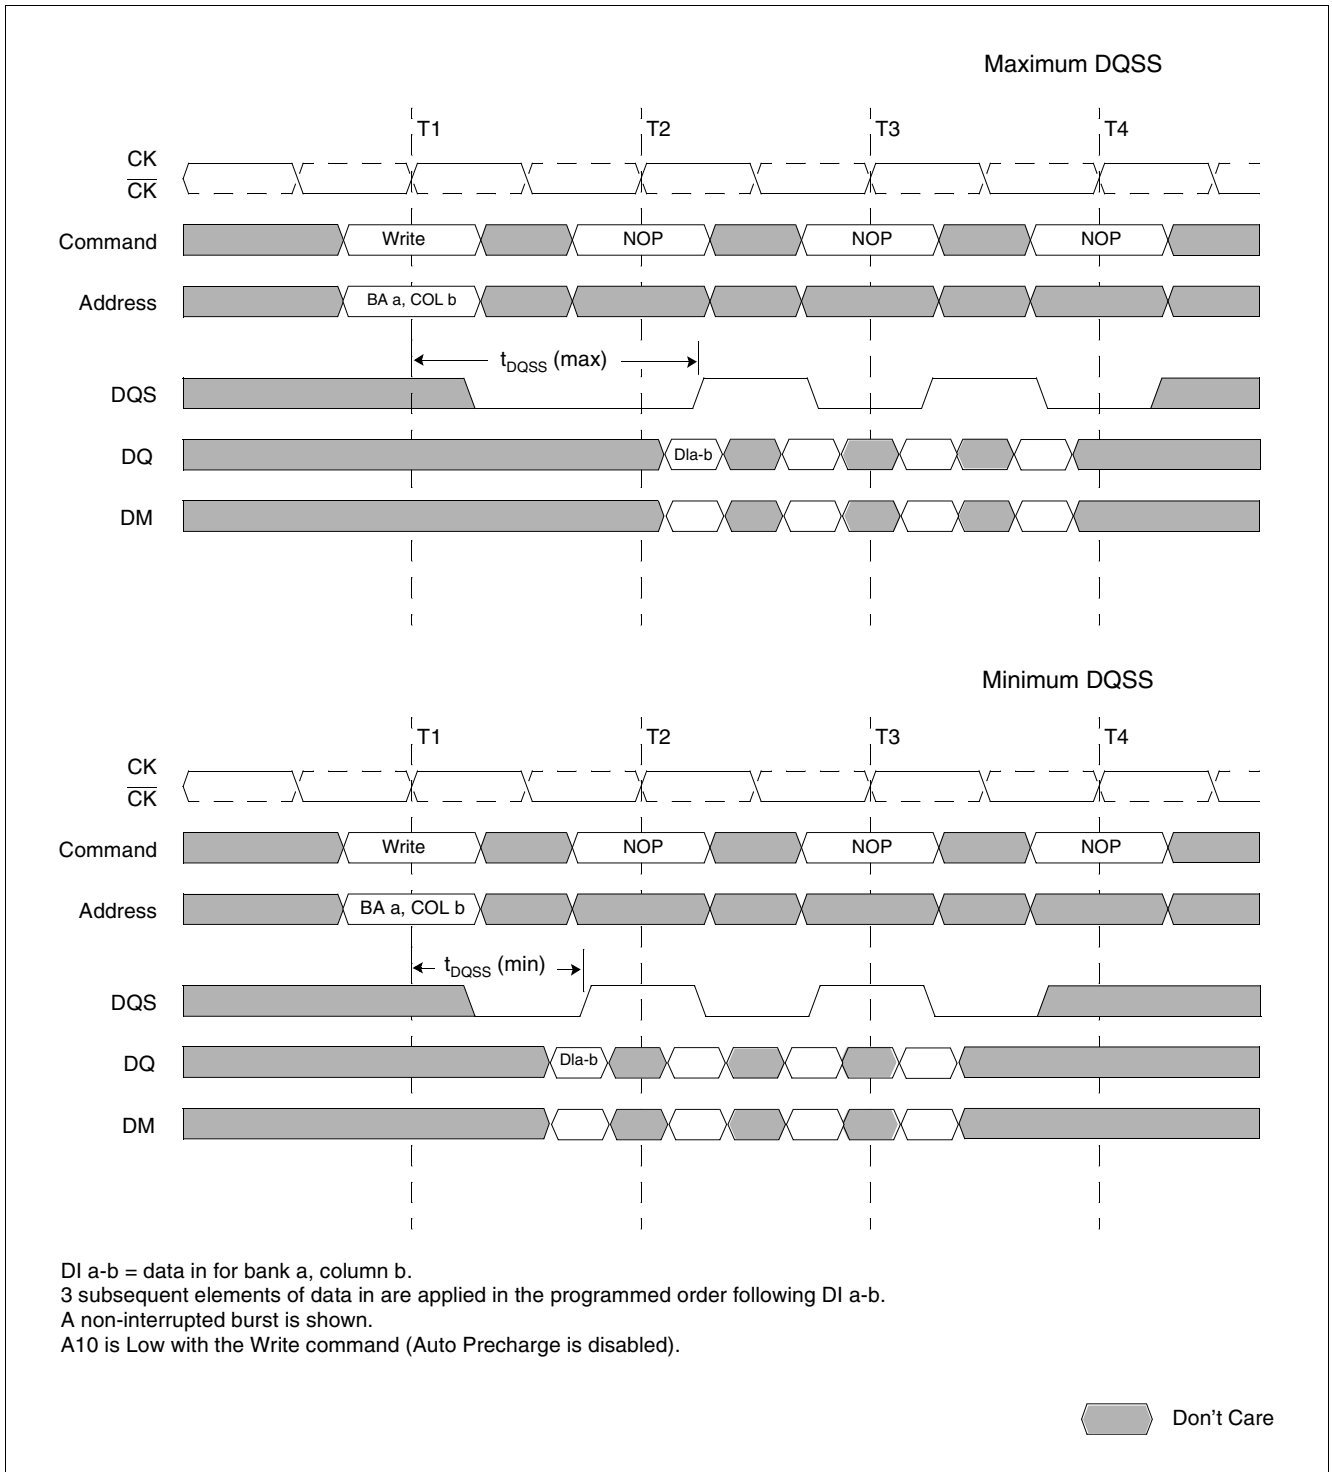 Maximum DQSS
T1 T2 T3 T4
CK
CK
Command Write NOP NOP NOP
Address BA a, COL b
tDQSS (max)
DQS
DQ DIa-b
DM
Minimum DQSS
T1 T2 T3 T4
CK
CK
Command Write NOP NOP NOP
Address BA a, COL b
tDQSS (min)
DQS
DQ DIa-b
DM
DI a-b = data in for bank a, column b.
3 subsequent elements of data in are applied in the programmed order following DI a-b.
A non-interrupted burst is shown.
A10 is Low with the Write command (Auto Precharge is disabled).
Don't Care